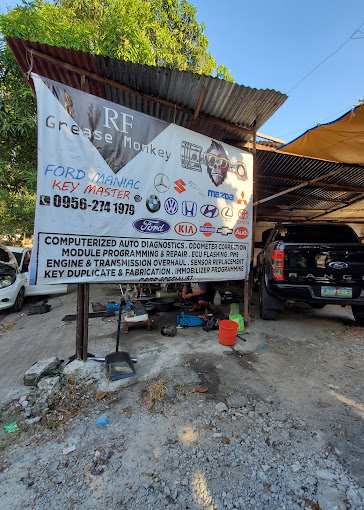 RF
Grease Monkey
FORD MANIAC
KEY MASTER
0956-274 1979
mazda
Ford
KIA
Audi
COMPUTERIZED AUTO DIAGNOSTICS, ODOMETER CORRECTION
MODULE PROGRAMMING & REPAIR. ECU FLASHING, PMS
ENGINE & TRANSMISSION OVERHAUL, SENSOR REPLACEMENT
KEY DUPLICATE & FABRICATION, IMMOBILIZER PROGRAMMING